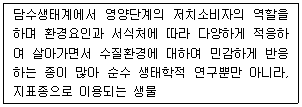 담수생태계에서 영양단계의 저치소비자의 역할을
하며 환경요인과 서식처에 따라 다양하게 적응하
여 살아가면서 수질환경에 대하여 민감하게 반응
하는 종이 많아 순수 생태학적 연구뿐만 아니라,
지표종으로 이용되는 생물